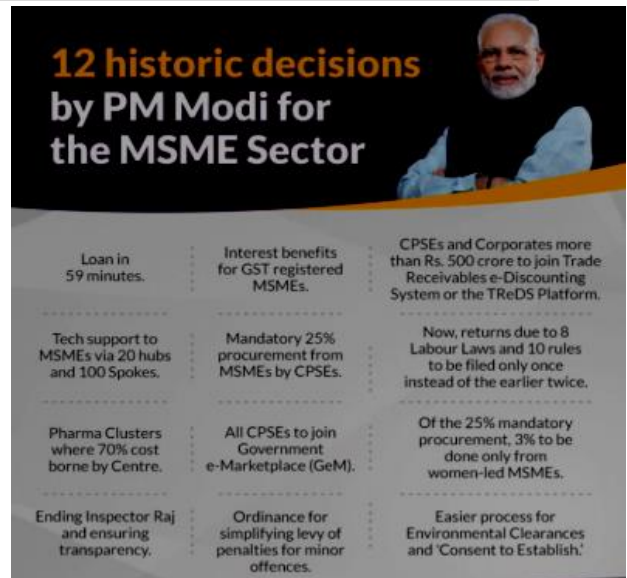 12 historic decisions
by PM Modi for
the MSME Sector
Loan in
59 minutes.
Interest benefits
for GST registered
MSMEs.
CPSEs and Corporates more
than Rs. 500 crore to join Trade
Receivables e-Discounting
System or the TReDS Platform.
Tech support to
MSMEs via 20 hubs
and 100 Spokes.
Mandatory 25%
procurement from
MSMEs by CPSEs.
Now, returns due to 8
Labour Laws and 10 rules
to be filed only once
instead of the earlier twice.
Pharma Clusters
where 70% cost
borne by Centre.
All CPSEs to join
Government
e-Marketplace (GeM).
Of the 25% mandatory
procurement, 3% to be
done only from
women-led MSMEs.
Ending Inspector Raj
and ensuring
transparency.
Ordinance for
simplifying levy of
penalties for minor
offences.
Easier process for
Environmental Clearances
and ‘Consent to Establish.’